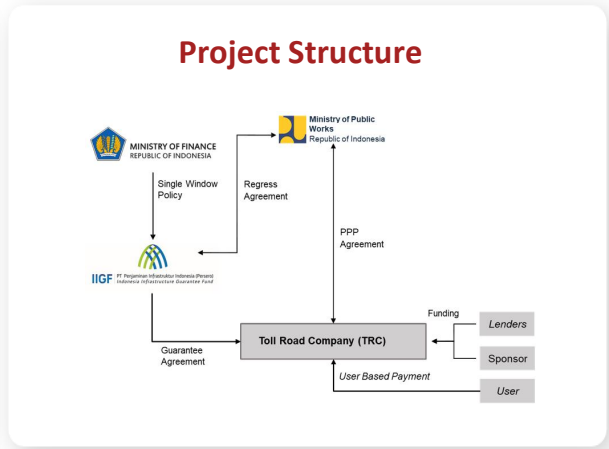 Project Structure
Ministry of Public
Works
Republic of Indonesia
MINISTRY OF FINANCE
REPUBLIC OF INDONESIA
Single Window
Policy
Regress
Agreement
PPP
Agreement
IIGF PT Penjaminan Infrastruktur Indonesia (Persero)
Indonesia Infrastructure Guarantee Fund
Funding
Lenders
Toll Road Company (TRC)
Guarantee
Agreement
Sponsor
User Based Payment
User